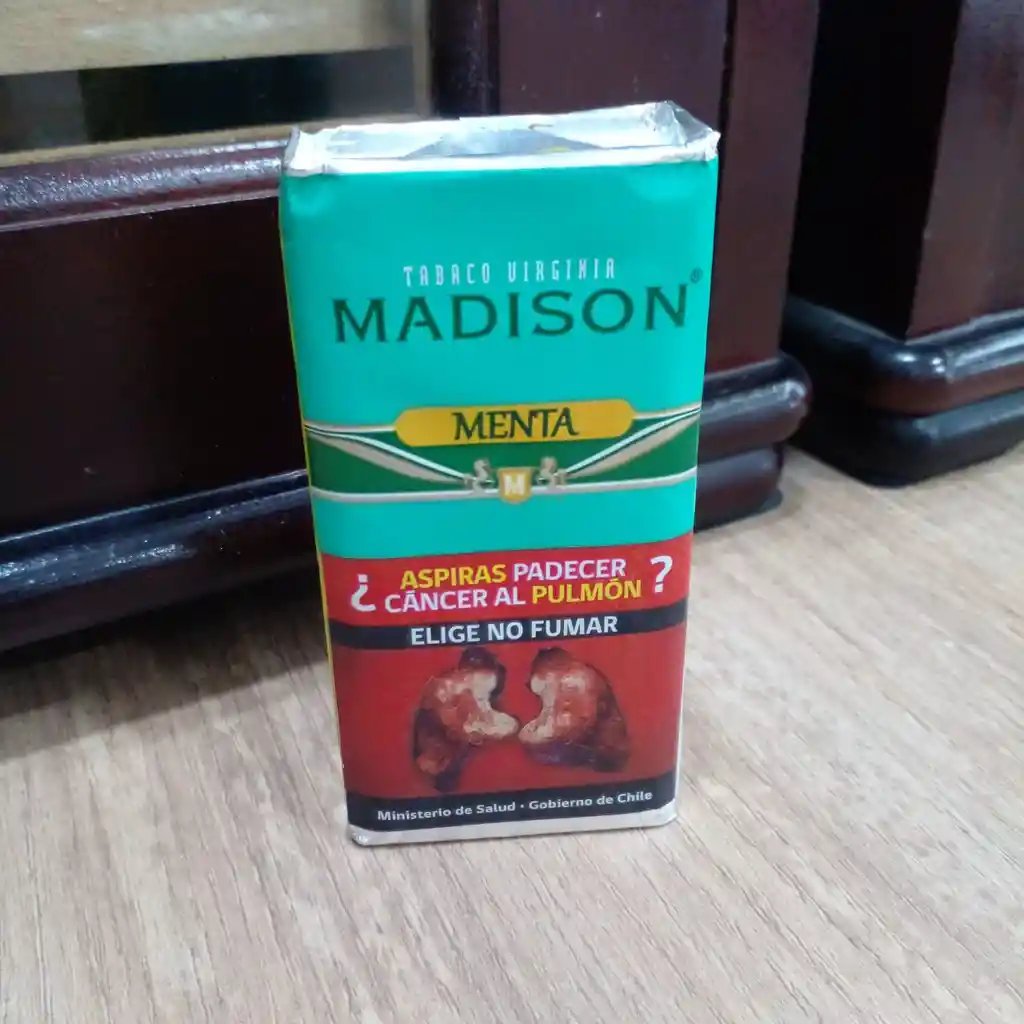 TABACO VIRGINIA
MADISON®
MENTA
M
¿ ASPIRAS PADECER
CÁNCER AL PULMÓN ?
ELIGE NO FUMAR
Ministerio de Salud • Gobierno de Chile